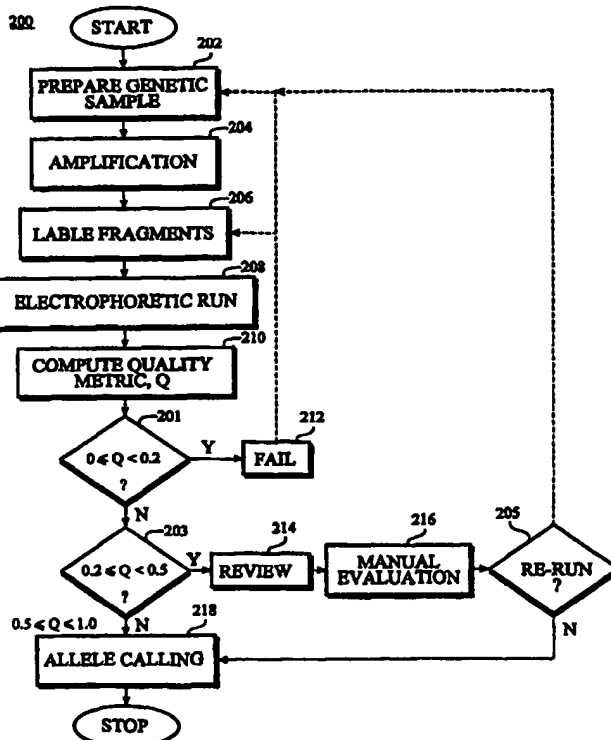 200
START
202
PREPARE GENETIC
SAMPLE
204
AMPLIFICATION
206
LABLE FRAGMENTS
208
ELECTROPHORETIC RUN
210
COMPUTE QUALITY
METRIC, Q
201
0 ⩽ Q < 0.2
?
Y
212
FAIL
N
203
0.2 ⩽ Q < 0.5
?
Y
214
REVIEW
216
MANUAL
EVALUATION
205
RE-RUN
?
N
0.5 ⩽ Q < 1.0
N
218
ALLELE CALLING
STOP